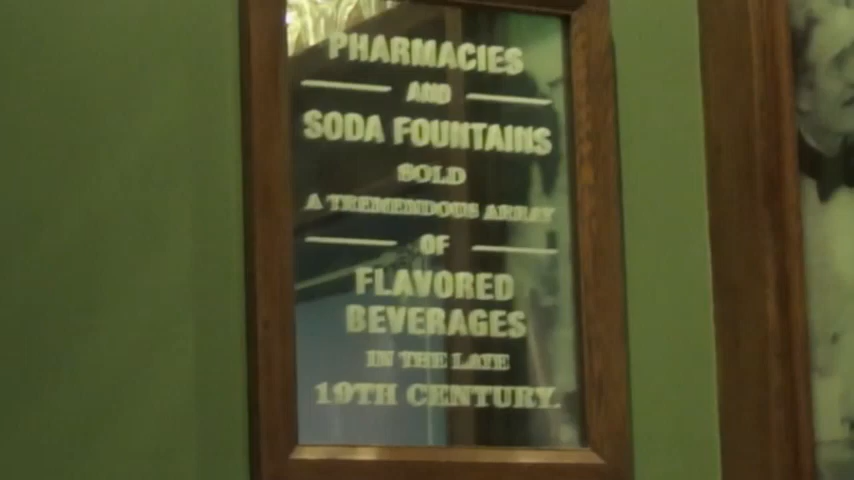 PHARMACIES
AND
SODA FOUNTAINS
SOLD
A TREMENDOUS ARRAY
OF
FLAVORED
BEVERAGES
IN THE LATE
19TH CENTURY.